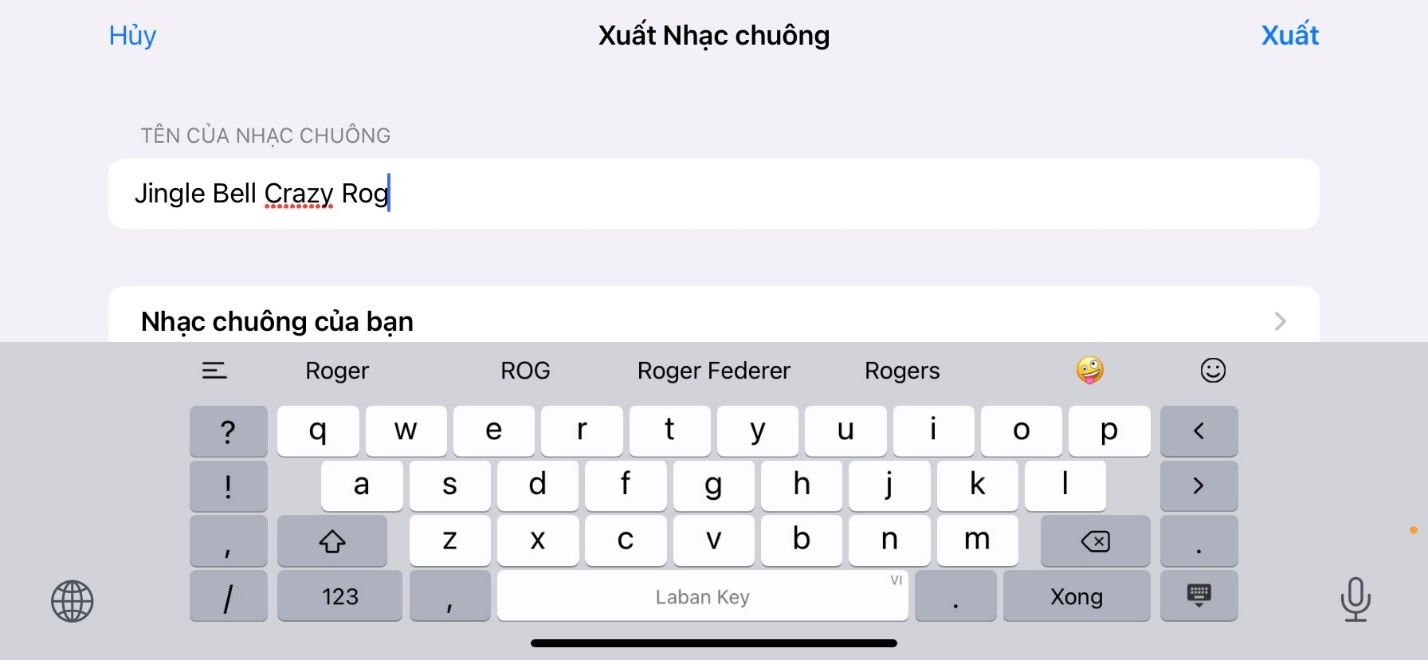 Hủy Xuất Nhạc chuông Xuất
TÊN CỦA NHẠC CHUÔNG
Jingle Bell Crazy Rog
Nhạc chuông của bạn
Roger ROG Roger Federer Rogers
? q w e r t y u i o p <
! a s d f g h j k l >
, z x c v b n m .
/ 123 , Laban Key VI . Xong